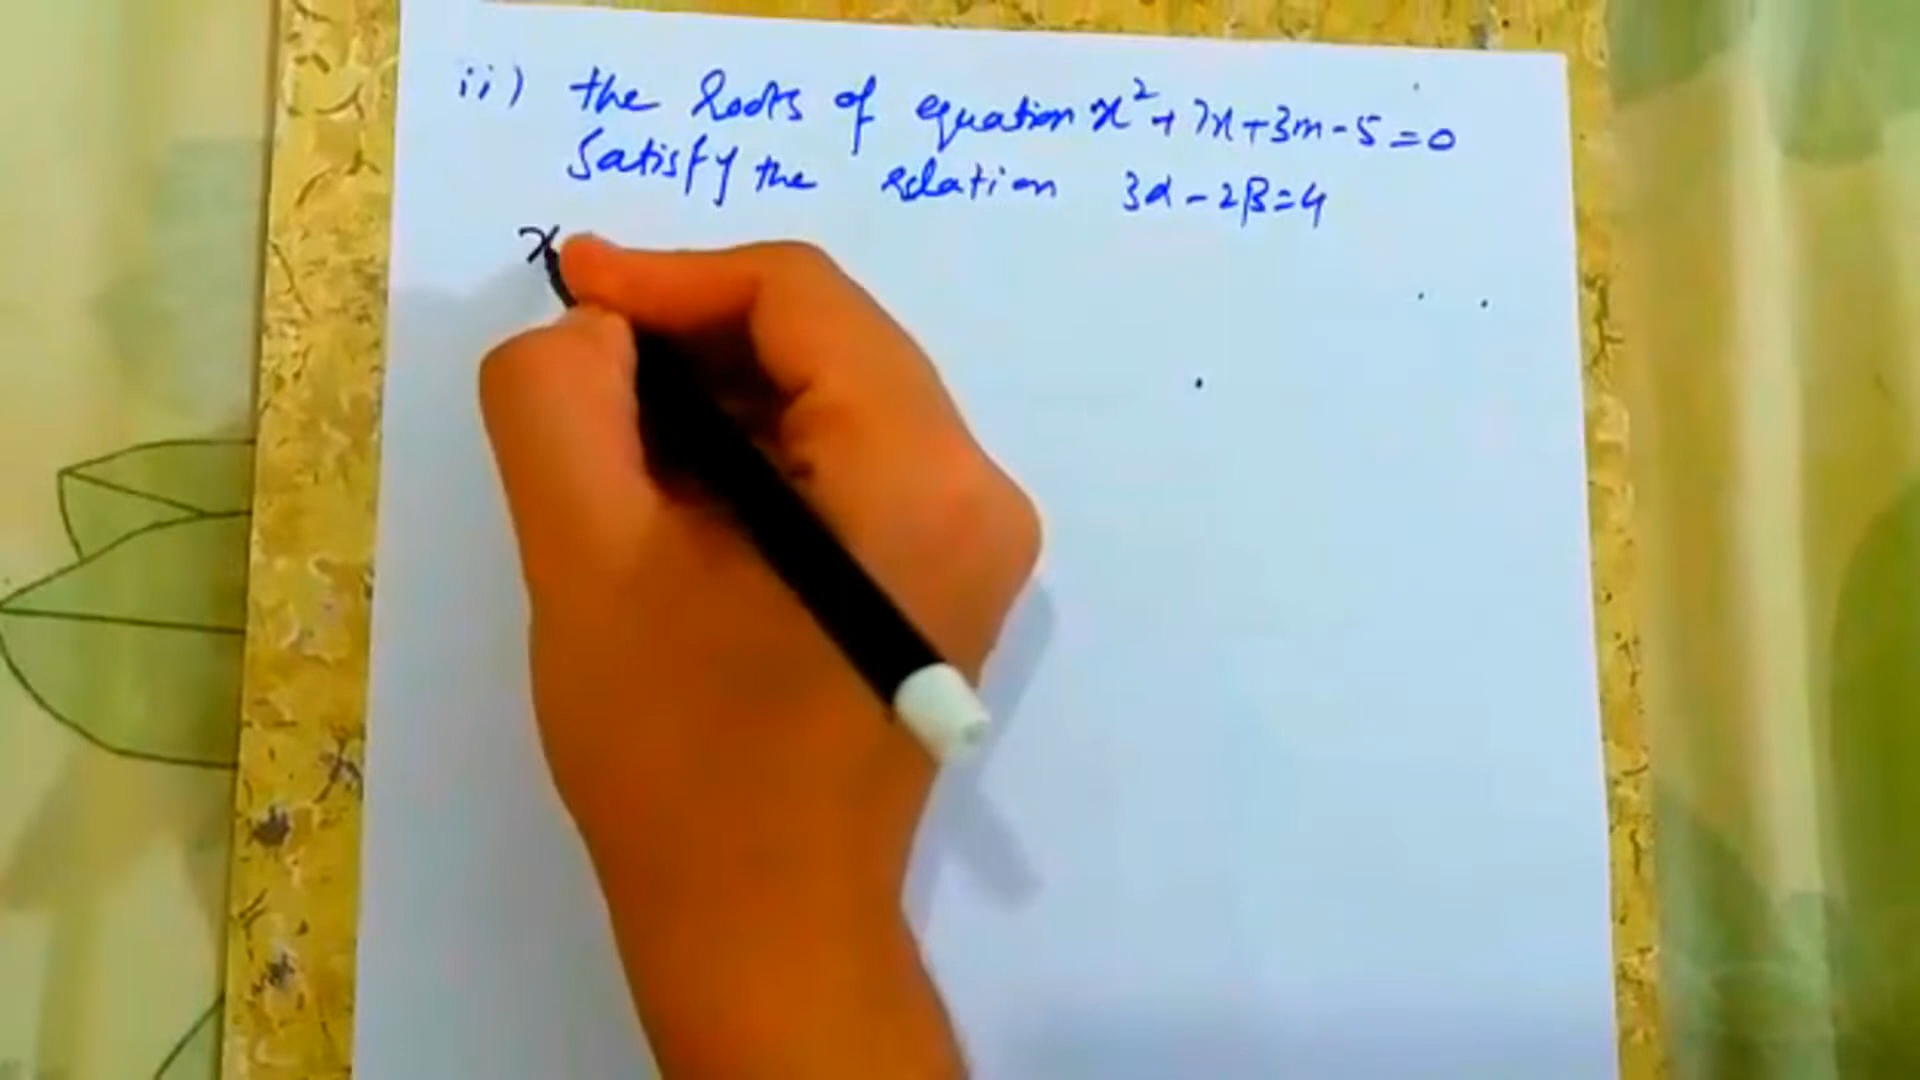 ii) the Roots of equation x² + 7x + 3m - 5 = 0
Satisfy the relation 3α - 2β = 4
x